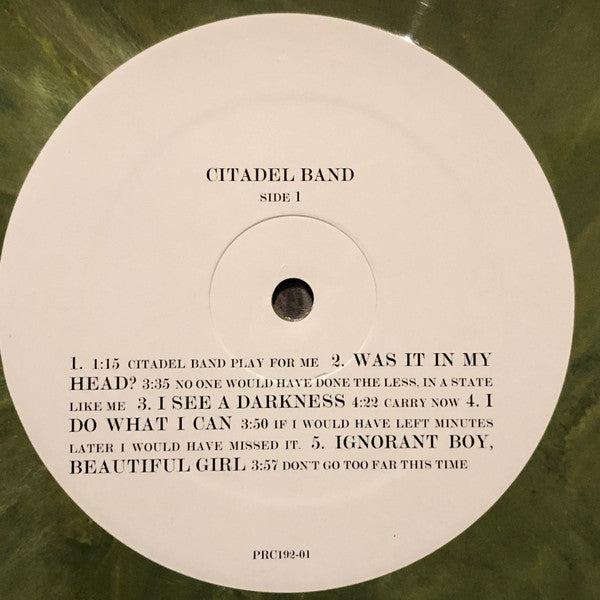 CITADEL BAND
SIDE 1
1. 1:15 CITADEL BAND PLAY FOR ME 2. WAS IT IN MY
HEAD? 3:35 NO ONE WOULD HAVE DONE THE LESS, IN A STATE
LIKE ME 3. I SEE A DARKNESS 4:22 CARRY NOW 4. I
DO WHAT I CAN 3:50 IF I WOULD HAVE LEFT MINUTES
LATER I WOULD HAVE MISSED IT. 5. IGNORANT BOY,
BEAUTIFUL GIRL 3:57 DON'T GO TOO FAR THIS TIME
PRC192-01